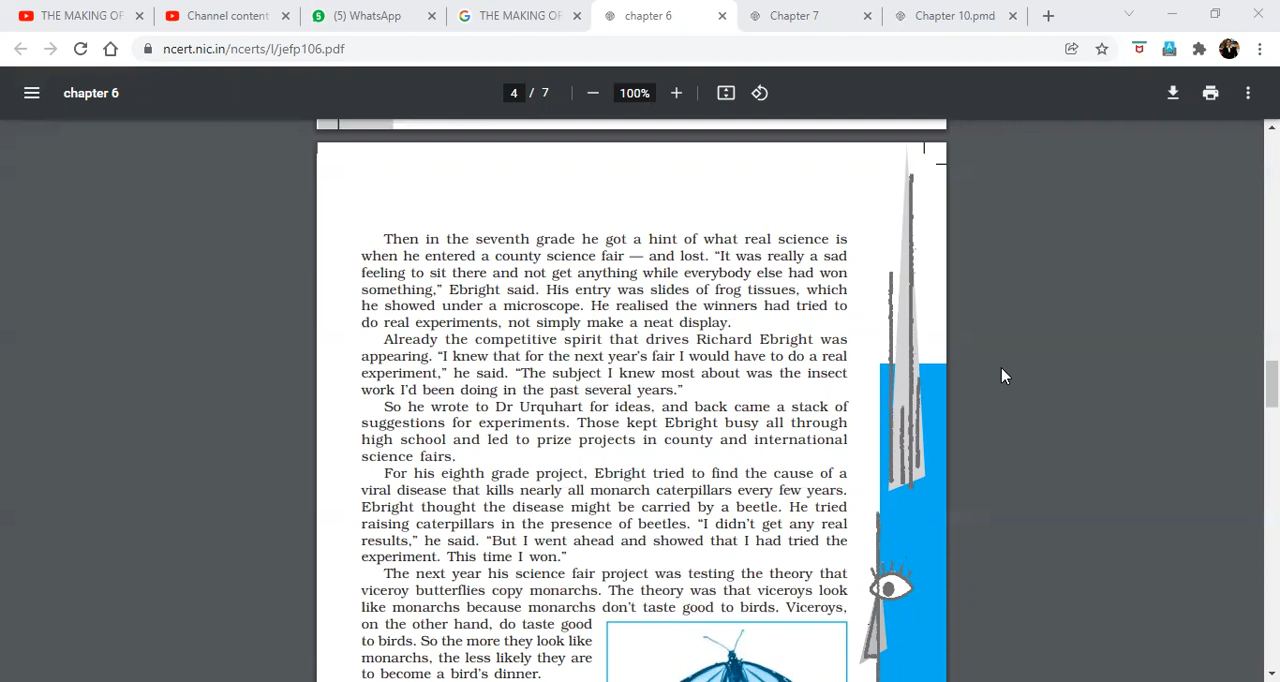 THE MAKING OF
Channel content
(5) WhatsApp
THE MAKING OF
chapter 6
Chapter 7
Chapter 10.pmd
ncert.nic.in/ncerts/l/jefp106.pdf
chapter 6
4 / 7
100%
Then in the seventh grade he got a hint of what real science is
when he entered a county science fair — and lost. “It was really a sad
feeling to sit there and not get anything while everybody else had won
something,” Ebright said. His entry was slides of frog tissues, which
he showed under a microscope. He realised the winners had tried to
do real experiments, not simply make a neat display.
Already the competitive spirit that drives Richard Ebright was
appearing. “I knew that for the next year’s fair I would have to do a real
experiment,” he said. “The subject I knew most about was the insect
work I’d been doing in the past several years.”
So he wrote to Dr Urquhart for ideas, and back came a stack of
suggestions for experiments. Those kept Ebright busy all through
high school and led to prize projects in county and international
science fairs.
For his eighth grade project, Ebright tried to find the cause of a
viral disease that kills nearly all monarch caterpillars every few years.
Ebright thought the disease might be carried by a beetle. He tried
raising caterpillars in the presence of beetles. “I didn’t get any real
results,” he said. “But I went ahead and showed that I had tried the
experiment. This time I won.”
The next year his science fair project was testing the theory that
viceroy butterflies copy monarchs. The theory was that viceroys look
like monarchs because monarchs don’t taste good to birds. Viceroys,
on the other hand, do taste good
to birds. So the more they look like
monarchs, the less likely they are
to become a bird’s dinner.